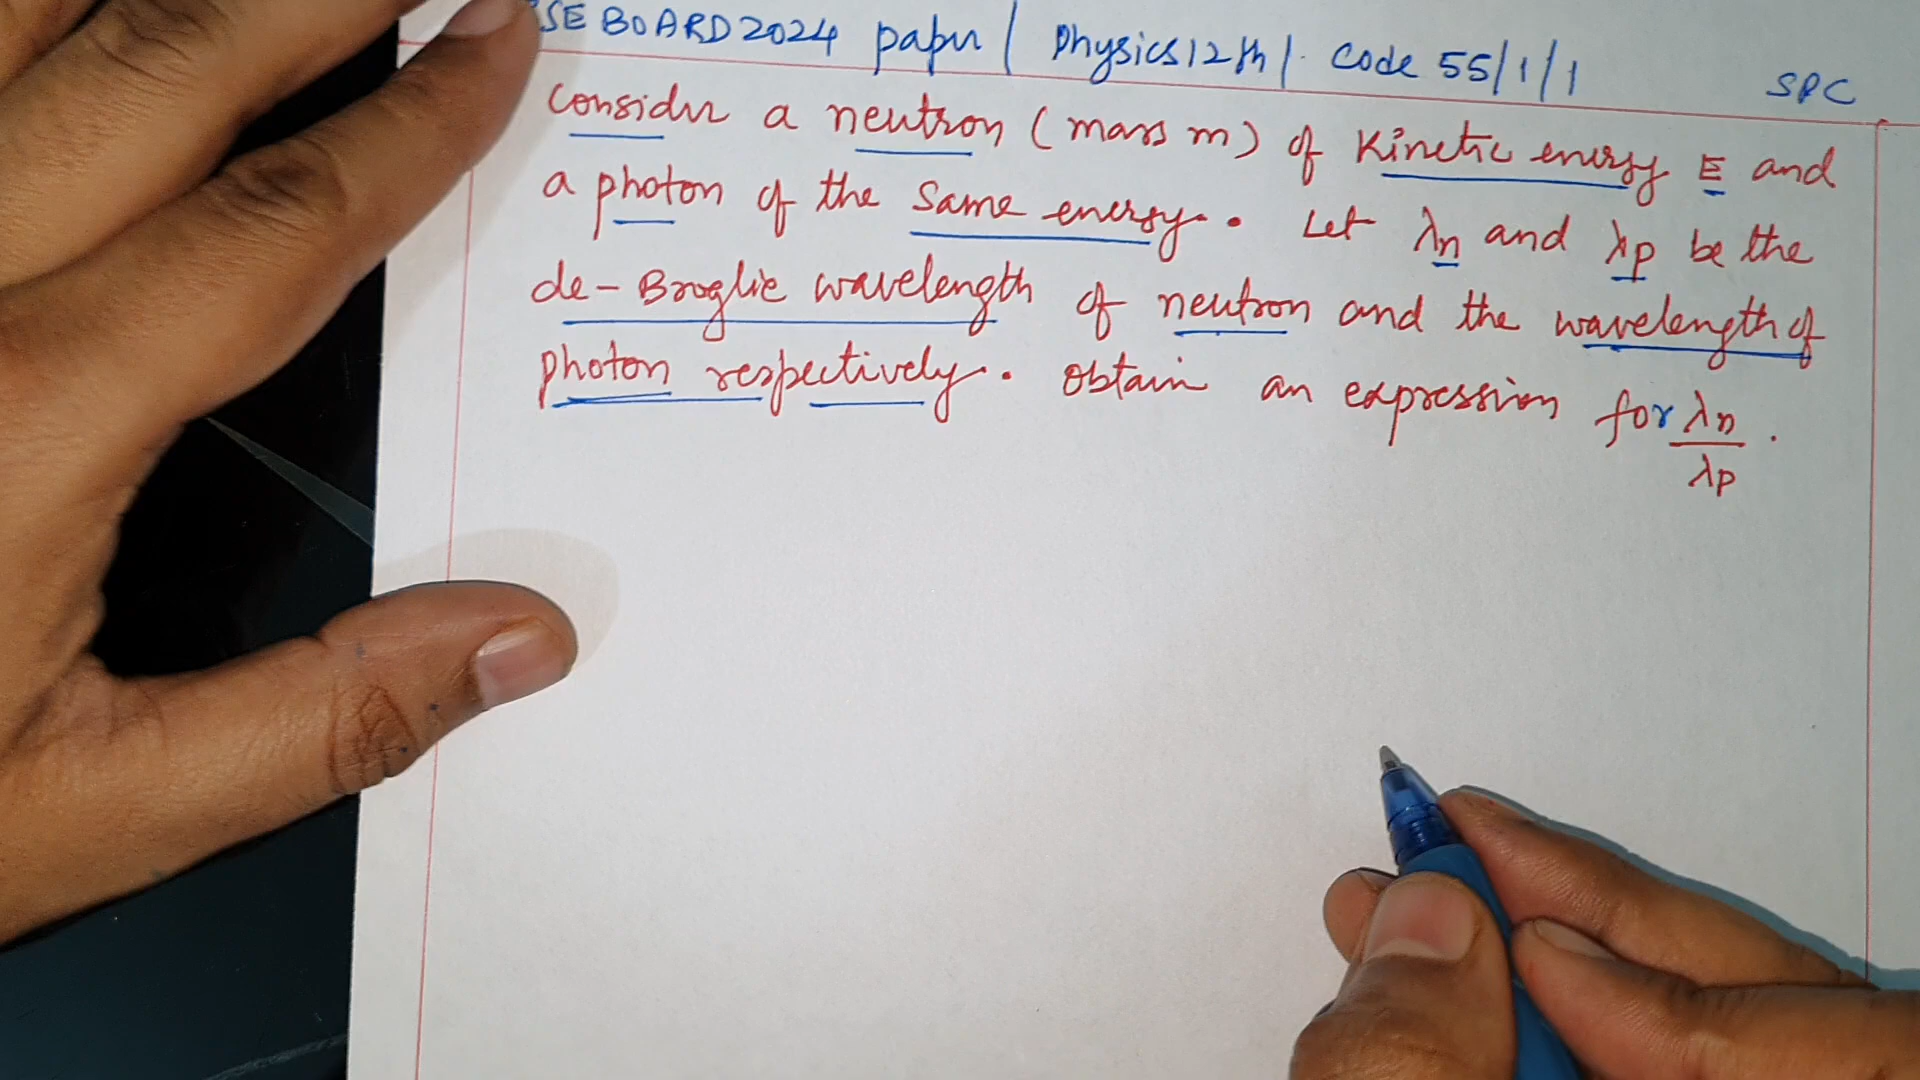 SE BOARD 2024 paper | Physics 12th |. Code 55/1/1 SPC
Consider a neutron (mass m) of Kinetic energy E and
a photon of the same energy. Let λn and λp be the
de-Broglie wavelength of neutron and the wavelength of
photon respectively. Obtain an expression for λn/λp.